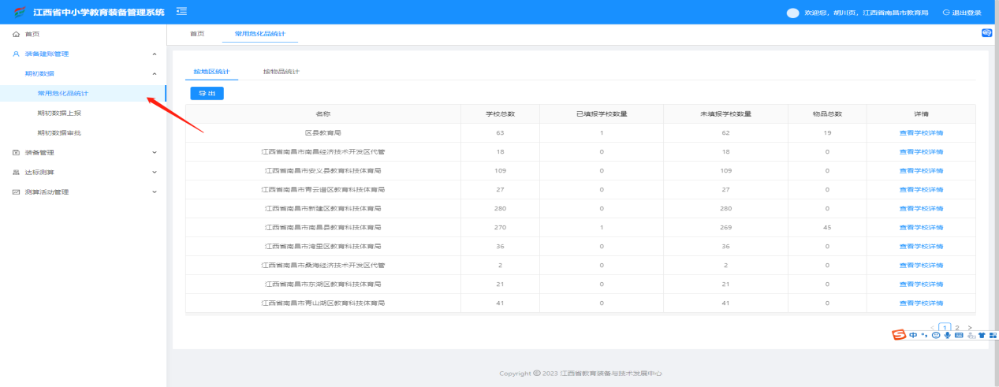 江西省中小学教育装备管理系统
欢迎您，胡川页，江西省南昌市教育局 退出登录
首页
装备建账管理
期初数据
常用危化品统计
期初数据上报
期初数据审批
装备管理
达标测算
测算活动管理
首页 常用危化品统计
按地区统计 按物品统计
导出
名称 学校总数 已填报学校数量 未填报学校数量 物品总数 详情
区县教育局 63 1 62 19 查看学校详情
江西省南昌市南昌经济技术开发区代管 18 0 18 0 查看学校详情
江西省南昌市安义县教育科技体育局 109 0 109 0 查看学校详情
江西省南昌市青云谱区教育科技体育局 27 0 27 0 查看学校详情
江西省南昌市新建区教育科技体育局 280 0 280 0 查看学校详情
江西省南昌市南昌县教育科技体育局 270 1 269 45 查看学校详情
江西省南昌市湾里区教育科技体育局 36 0 36 0 查看学校详情
江西省南昌市桑海经济技术开发区代管 2 0 2 0 查看学校详情
江西省南昌市东湖区教育科技体育局 21 0 21 0 查看学校详情
江西省南昌市青山湖区教育科技体育局 41 0 41 0 查看学校详情
< 1 2 >
中
Copyright © 2023 江西省教育装备与技术发展中心